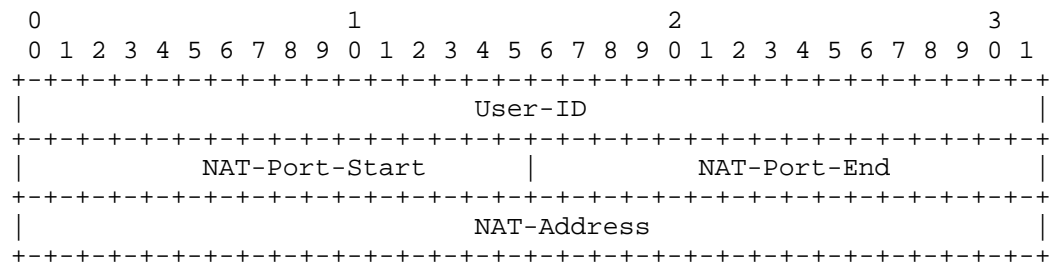 0                   1                   2                   3
 0 1 2 3 4 5 6 7 8 9 0 1 2 3 4 5 6 7 8 9 0 1 2 3 4 5 6 7 8 9 0 1
+-+-+-+-+-+-+-+-+-+-+-+-+-+-+-+-+-+-+-+-+-+-+-+-+-+-+-+-+-+-+-+-+
|                            User-ID                            |
+-+-+-+-+-+-+-+-+-+-+-+-+-+-+-+-+-+-+-+-+-+-+-+-+-+-+-+-+-+-+-+-+
|           NAT-Port-Start      |          NAT-Port-End         |
+-+-+-+-+-+-+-+-+-+-+-+-+-+-+-+-+-+-+-+-+-+-+-+-+-+-+-+-+-+-+-+-+
|                            NAT-Address                        |
+-+-+-+-+-+-+-+-+-+-+-+-+-+-+-+-+-+-+-+-+-+-+-+-+-+-+-+-+-+-+-+-+